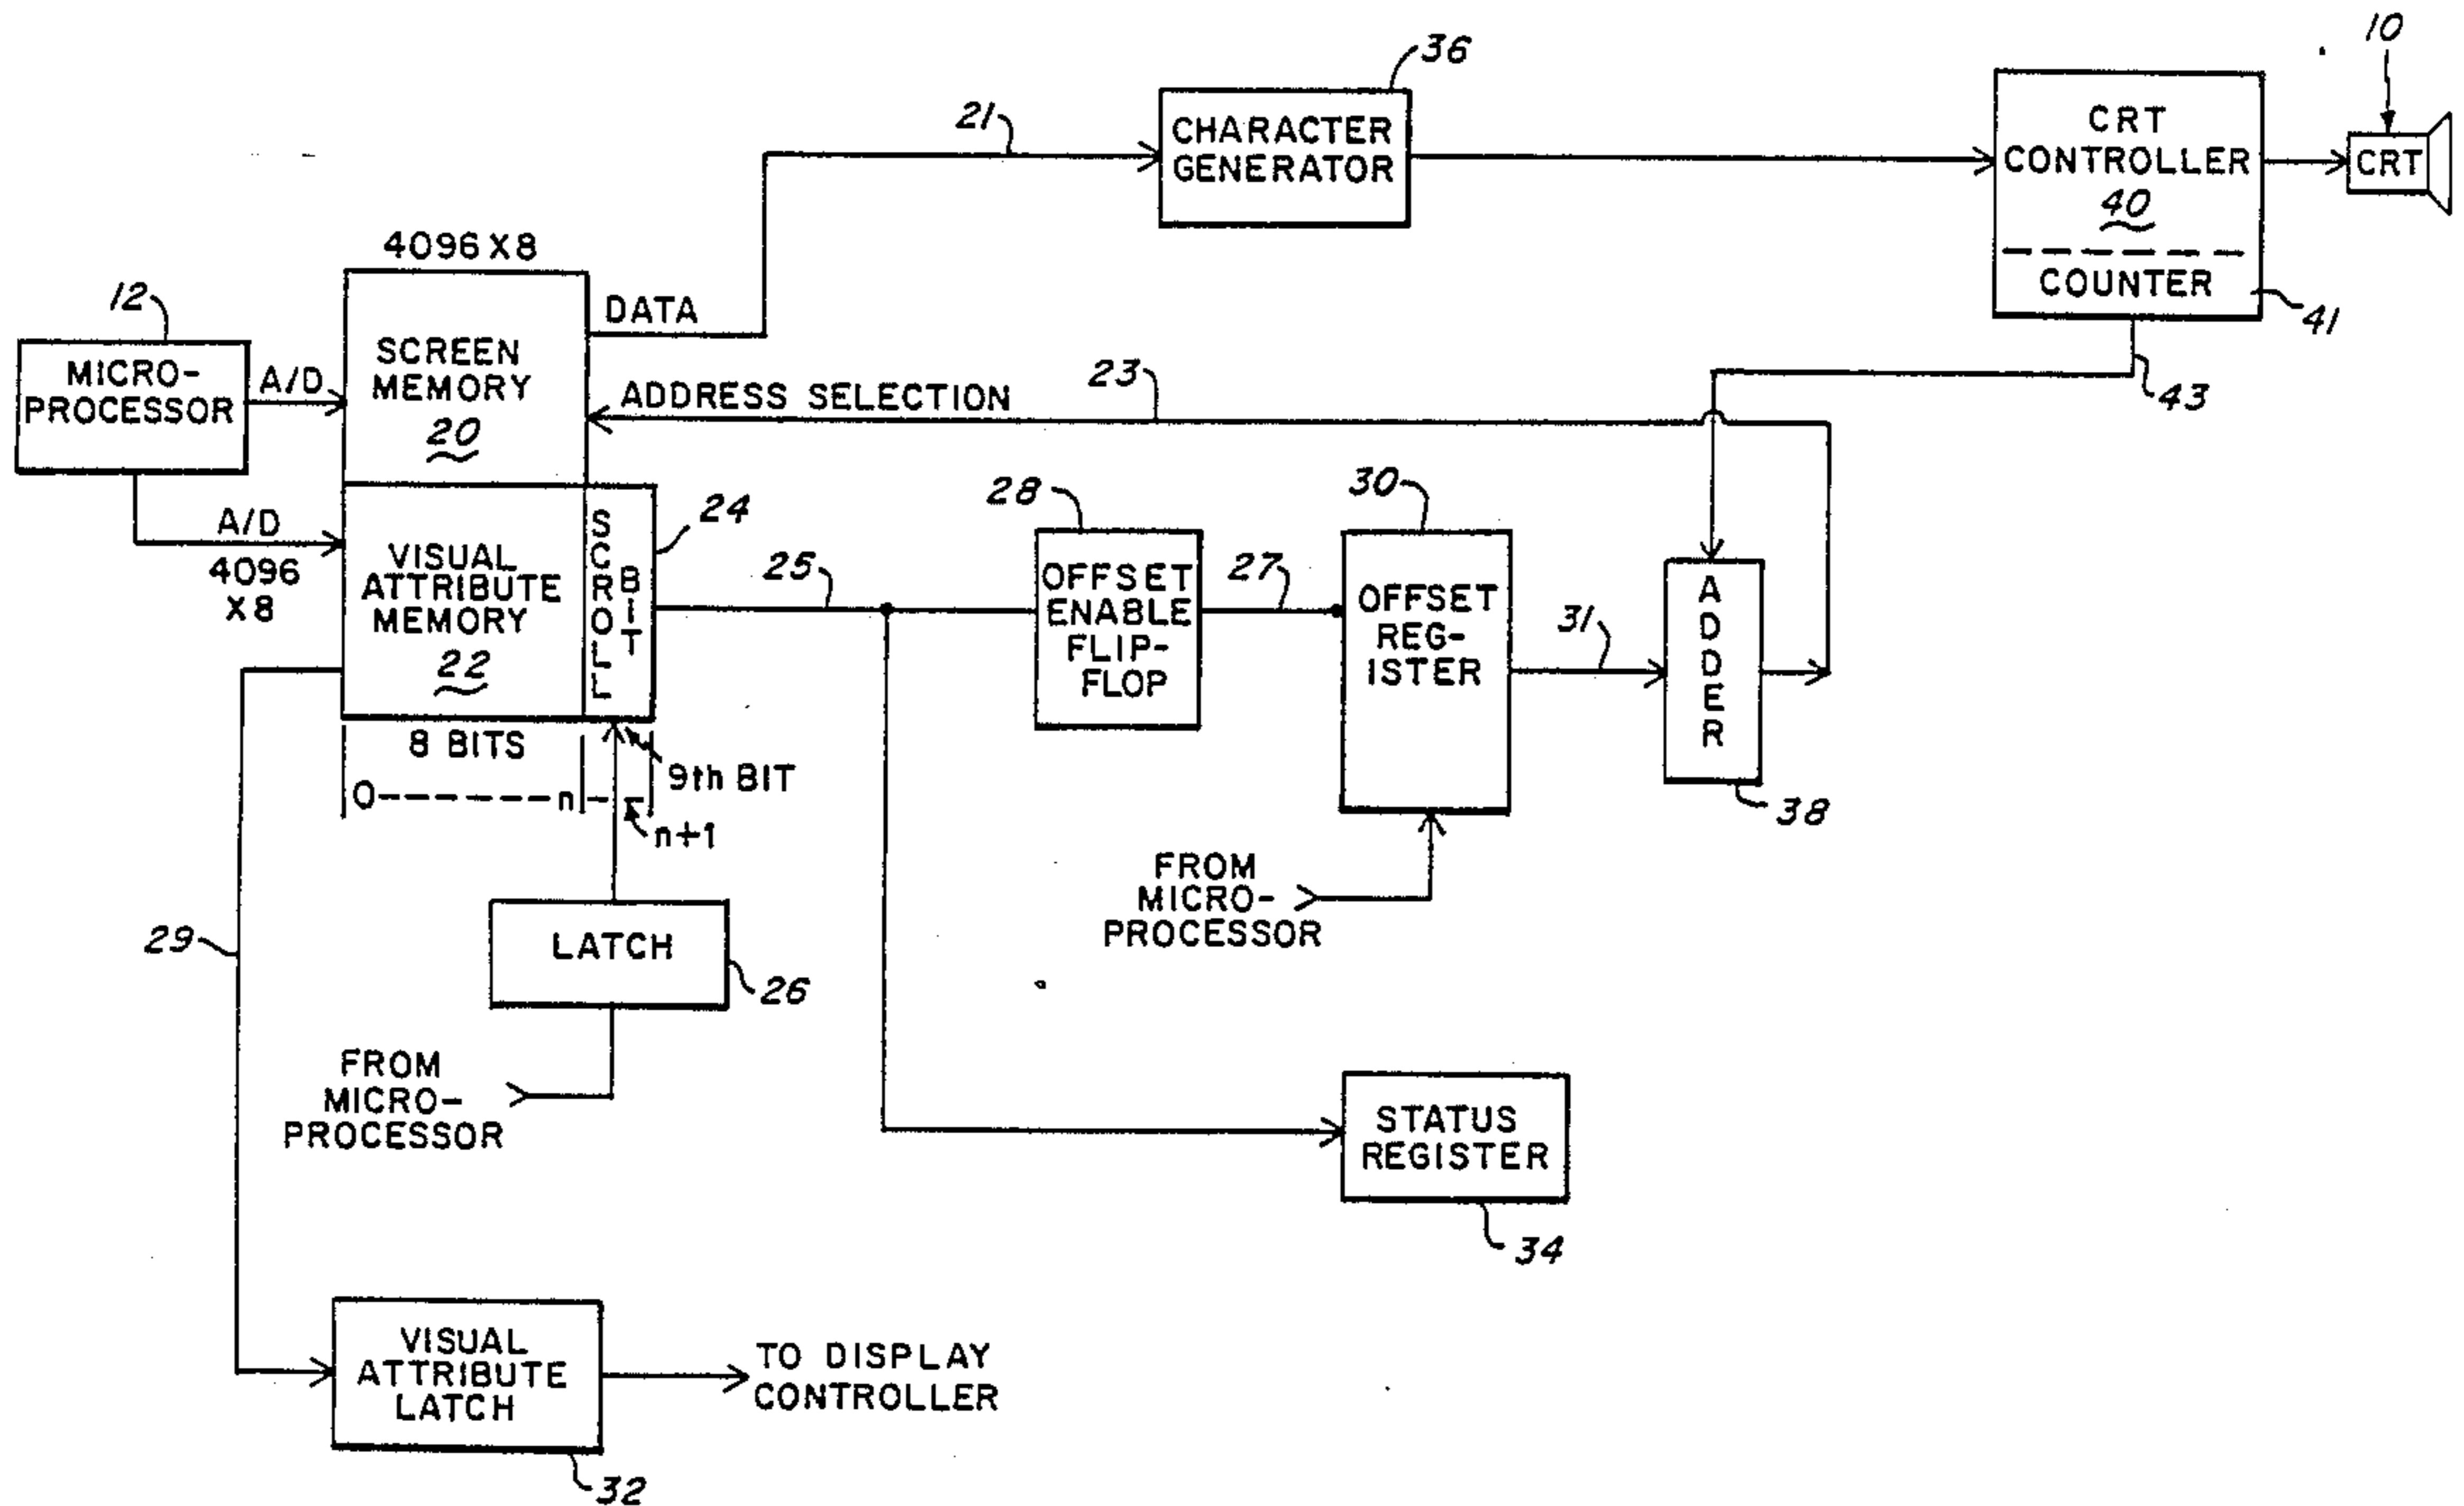 10
36
21
CHARACTER
GENERATOR
CRT
CONTROLLER
40
COUNTER
41
CRT
43
4096 X 8
12
MICRO-
PROCESSOR
A/D
A/D
4096
X8
SCREEN
MEMORY
20
DATA
ADDRESS SELECTION
23
VISUAL
ATTRIBUTE
MEMORY
22
SCROLL
BIT
24
25
28
OFFSET
ENABLE
FLIP-
FLOP
27
30
OFFSET
REG-
ISTER
31
ADDER
38
8 BITS
9th BIT
0-------n
n+1
FROM
MICRO-
PROCESSOR
LATCH
26
29
FROM
MICRO-
PROCESSOR
STATUS
REGISTER
34
VISUAL
ATTRIBUTE
LATCH
32
TO DISPLAY
CONTROLLER